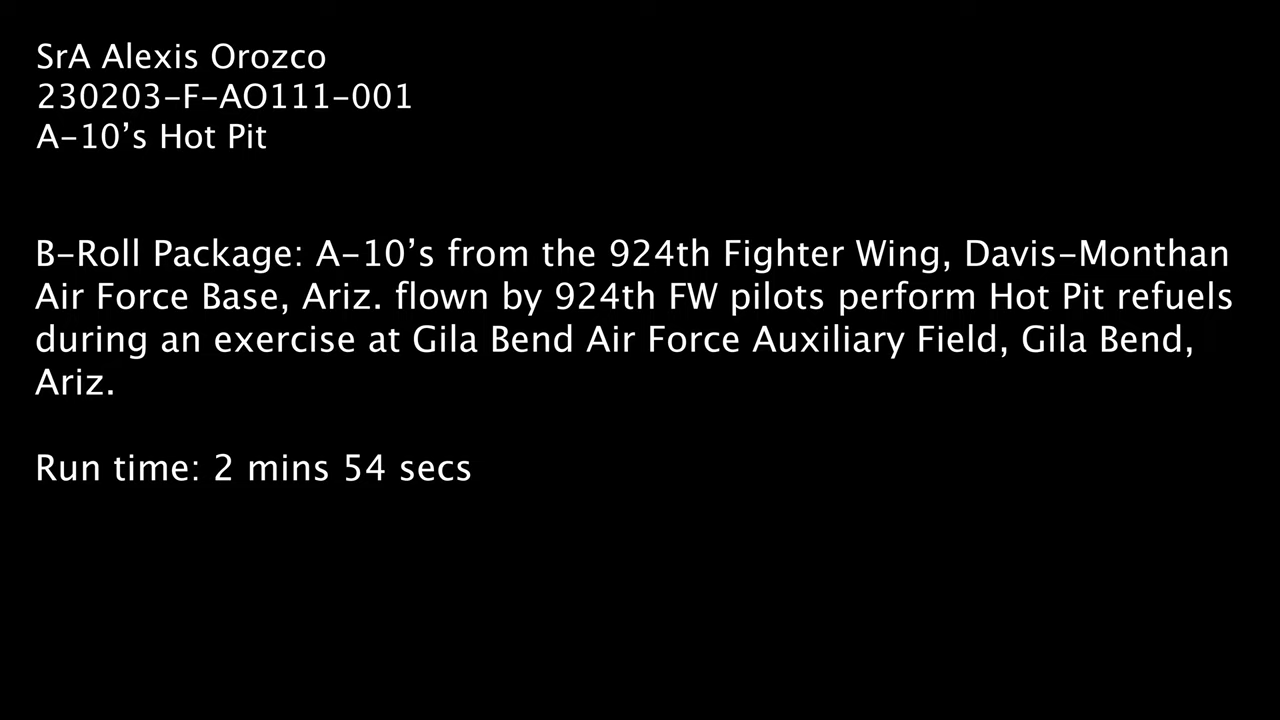 SrA Alexis Orozco
230203-F-AO111-001
A-10’s Hot Pit
B-Roll Package: A-10’s from the 924th Fighter Wing, Davis-Monthan
Air Force Base, Ariz. flown by 924th FW pilots perform Hot Pit refuels
during an exercise at Gila Bend Air Force Auxiliary Field, Gila Bend,
Ariz.
Run time: 2 mins 54 secs